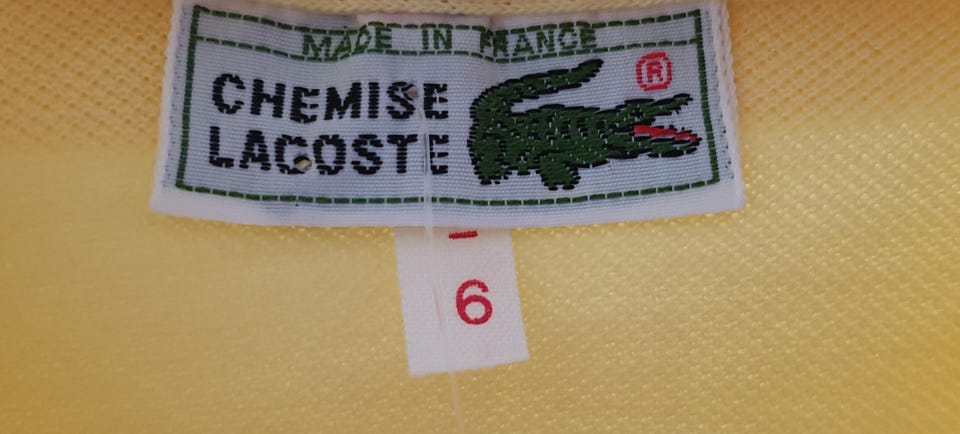 MADE IN FRANCE
®
CHEMISE
LACOSTE
6